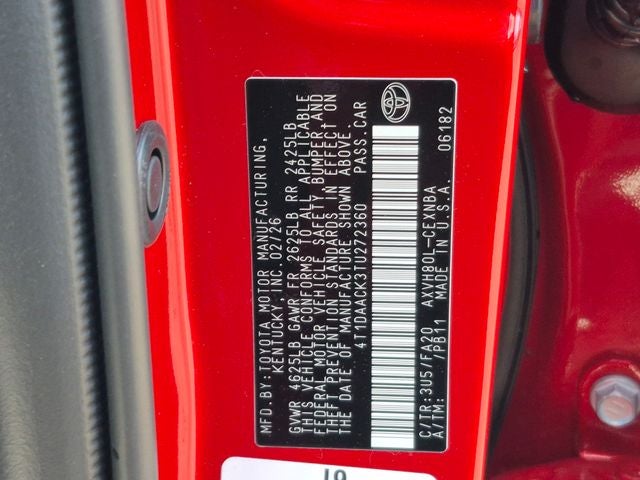 MFD. BY: TOYOTA MOTOR MANUFACTURING,
KENTUCKY, INC. 02/26
GVWR 4625LB GAWR FR 2625LB RR 2425LB
THIS VEHICLE CONFORMS TO ALL APPLICABLE
FEDERAL MOTOR VEHICLE SAFETY, BUMPER AND
THEFT PREVENTION STANDARDS IN EFFECT ON
THE DATE OF MANUFACTURE SHOWN ABOVE.
4T1DAACK3TU272360 PASS.CAR
C/TR:3U5/FA20 AXVH80L-CEXNBA
A/TM: /PB11 MADE IN U.S.A. 06182